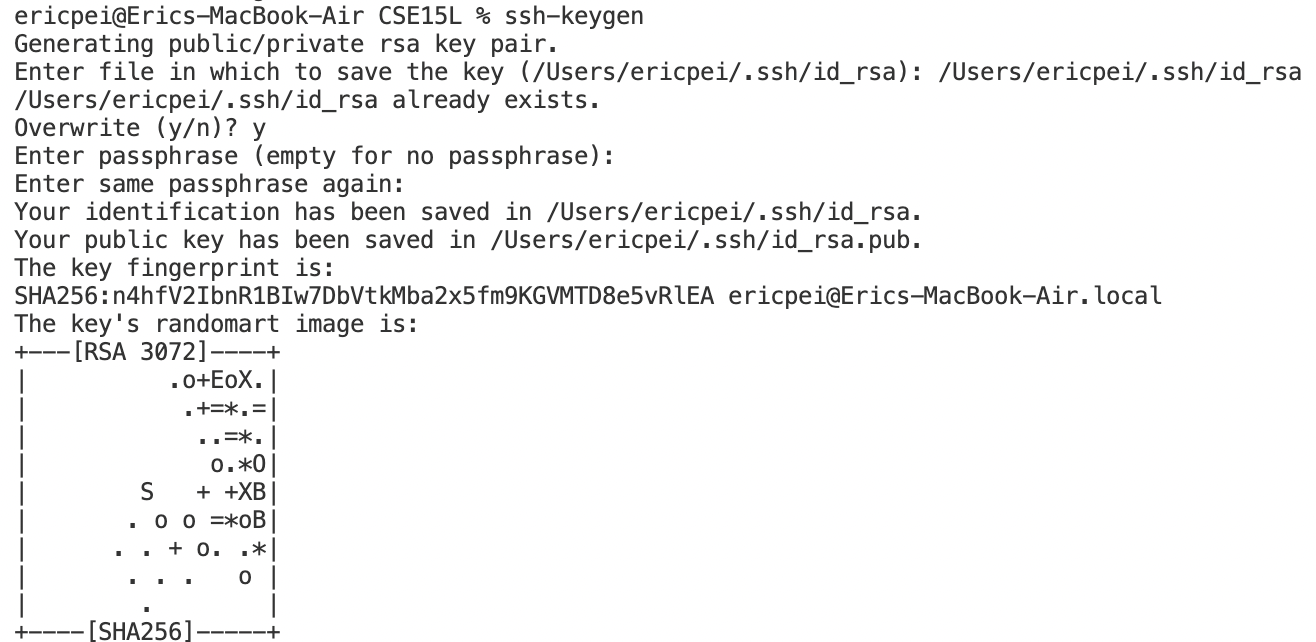 ericpei@Erics-MacBook-Air CSE15L % ssh-keygen
Generating public/private rsa key pair.
Enter file in which to save the key (/Users/ericpei/.ssh/id_rsa): /Users/ericpei/.ssh/id_rsa
/Users/ericpei/.ssh/id_rsa already exists.
Overwrite (y/n)? y
Enter passphrase (empty for no passphrase):
Enter same passphrase again:
Your identification has been saved in /Users/ericpei/.ssh/id_rsa.
Your public key has been saved in /Users/ericpei/.ssh/id_rsa.pub.
The key fingerprint is:
SHA256:n4hfV2IbnR1BIw7DbVtkMba2x5fm9KGVMTD8e5vRlEA ericpei@Erics-MacBook-Air.local
The key's randomart image is:
+---[RSA 3072]----+
|          .o+EoX.|
|           .+=*.=|
|            ..=*.|
|             o.*O|
|        S   + +XB|
|       . o o =*oB|
|      . . + o. .*|
|       . . .   o |
|        .        |
+----[SHA256]-----+